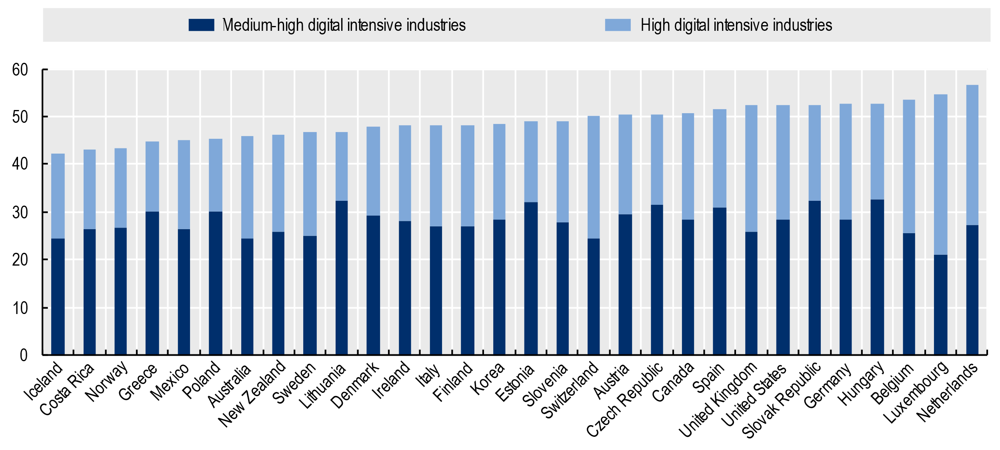 Medium-high digital intensive industries
High digital intensive industries
60
50
40
30
20
10
0
Iceland
Costa Rica
Norway
Greece
Mexico
Poland
Australia
New Zealand
Sweden
Lithuania
Denmark
Ireland
Italy
Finland
Korea
Estonia
Slovenia
Switzerland
Austria
Czech Republic
Canada
Spain
United Kingdom
United States
Slovak Republic
Germany
Hungary
Belgium
Luxembourg
Netherlands